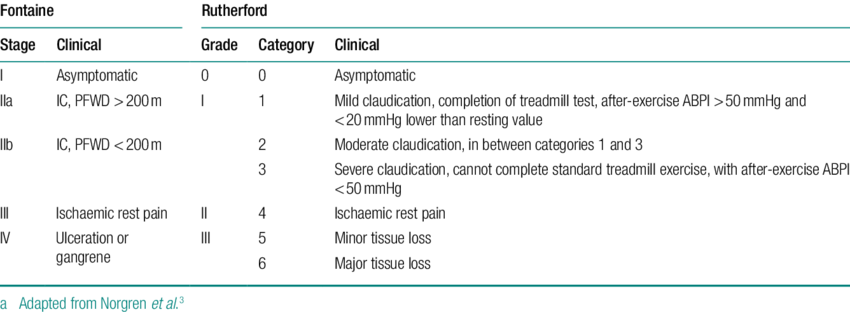 Fontaine Rutherford
Stage Clinical Grade Category Clinical
I Asymptomatic 0 0 Asymptomatic
IIa IC, PFWD > 200 m I 1 Mild claudication, completion of treadmill test, after-exercise ABPI > 50 mmHg and
< 20 mmHg lower than resting value
IIb IC, PFWD < 200 m 2 Moderate claudication, in between categories 1 and 3
3 Severe claudication, cannot complete standard treadmill exercise, with after-exercise ABPI
< 50 mmHg
III Ischaemic rest pain II 4 Ischaemic rest pain
IV Ulceration or III 5 Minor tissue loss
gangrene
6 Major tissue loss
a Adapted from Norgren et al.3